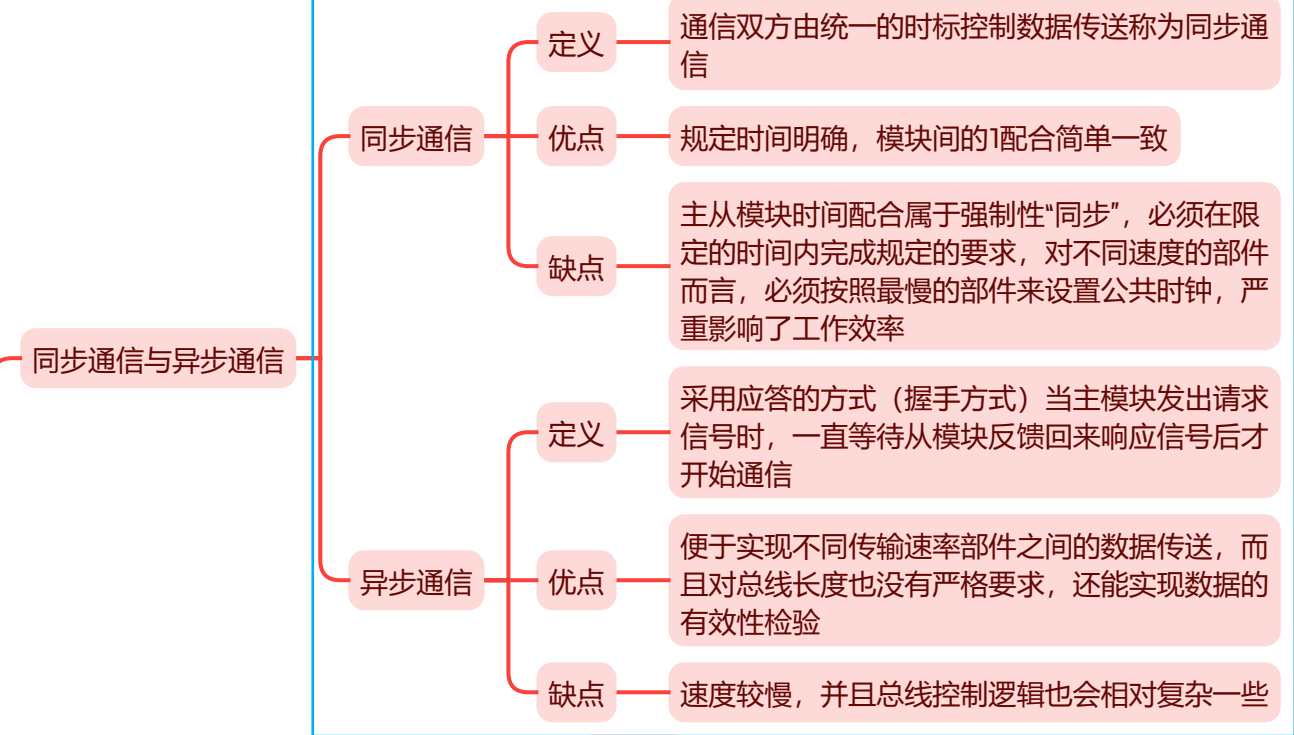 同步通信与异步通信
同步通信
定义
通信双方由统一的时标控制数据传送称为同步通
信
优点
规定时间明确，模块间的1配合简单一致
缺点
主从模块时间配合属于强制性“同步”，必须在限
定的时间内完成规定的要求，对不同速度的部件
而言，必须按照最慢的部件来设置公共时钟，严
重影响了工作效率
异步通信
定义
采用应答的方式（握手方式）当主模块发出请求
信号时，一直等待从模块反馈回来响应信号后才
开始通信
优点
便于实现不同传输速率部件之间的数据传送，而
且对总线长度也没有严格要求，还能实现数据的
有效性检验
缺点
速度较慢，并且总线控制逻辑也会相对复杂一些